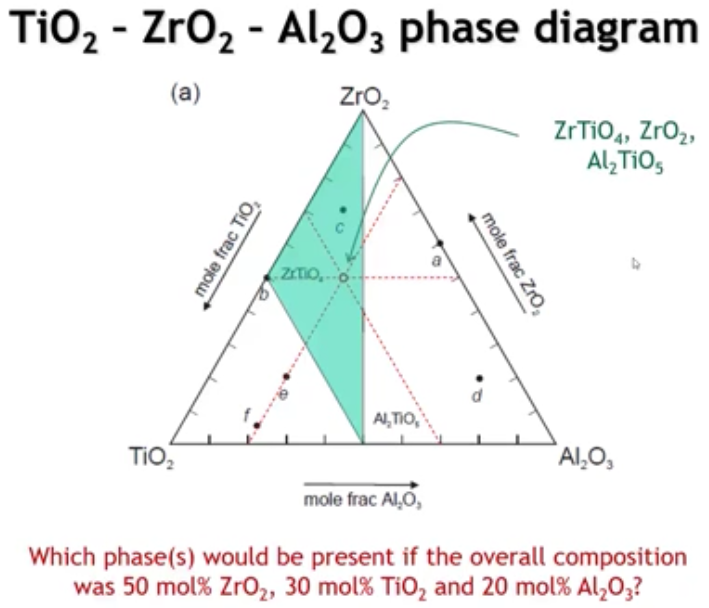 TiO₂ – ZrO₂ – Al₂O₃ phase diagram
(a)
ZrO₂
ZrTiO₄, ZrO₂,
Al₂TiO₅
mole frac TiO₂
mole frac ZrO₂
c
a
ZrTiO₄
b
e
d
f
Al₂TiO₅
TiO₂
Al₂O₃
mole frac Al₂O₃
Which phase(s) would be present if the overall composition
was 50 mol% ZrO₂, 30 mol% TiO₂ and 20 mol% Al₂O₃?